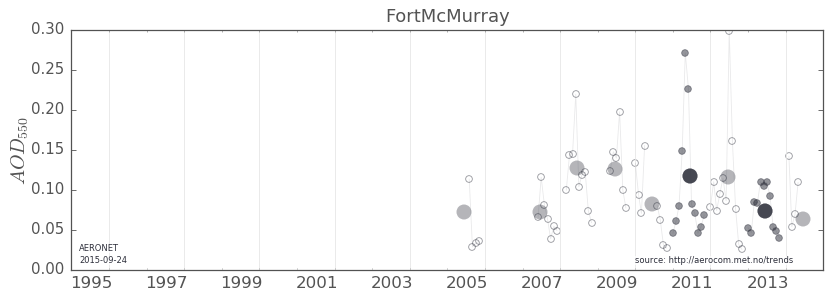 FortMcMurray
0.30
0.25
0.20
0.15
0.10
0.05
0.00
AOD550
AERONET
2015-09-24
source: http://aerocom.met.no/trends
1995 1997 1999 2001 2003 2005 2007 2009 2011 2013